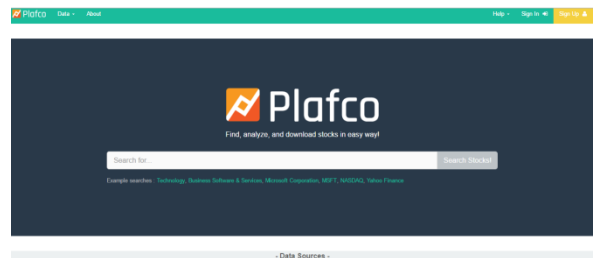 Plafco Data About Help Sign In Sign Up
Plafco
Find, analyze, and download stocks in easy way!
Search for... Search Stocks!
Example searches : Technology, Business Software & Services, Microsoft Corporation, MSFT, NASDAQ, Yahoo Finance
- Data Sources -